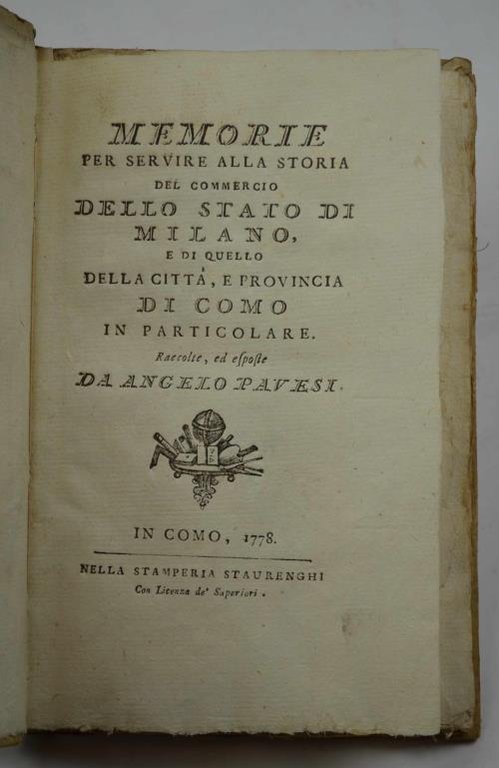 MEMORIE
PER SERVIRE ALLA STORIA
DEL COMMERCIO
DELLO STATO DI
MILANO,
E DI QUELLO
DELLA CITTÀ, E PROVINCIA
DI COMO
IN PARTICOLARE.
Raccolte, ed eſpoſte
DA ANGELO PAVESI.
IN COMO, 1778.
NELLA STAMPERIA STAURENGHI
Con Licenza de' Superiori.